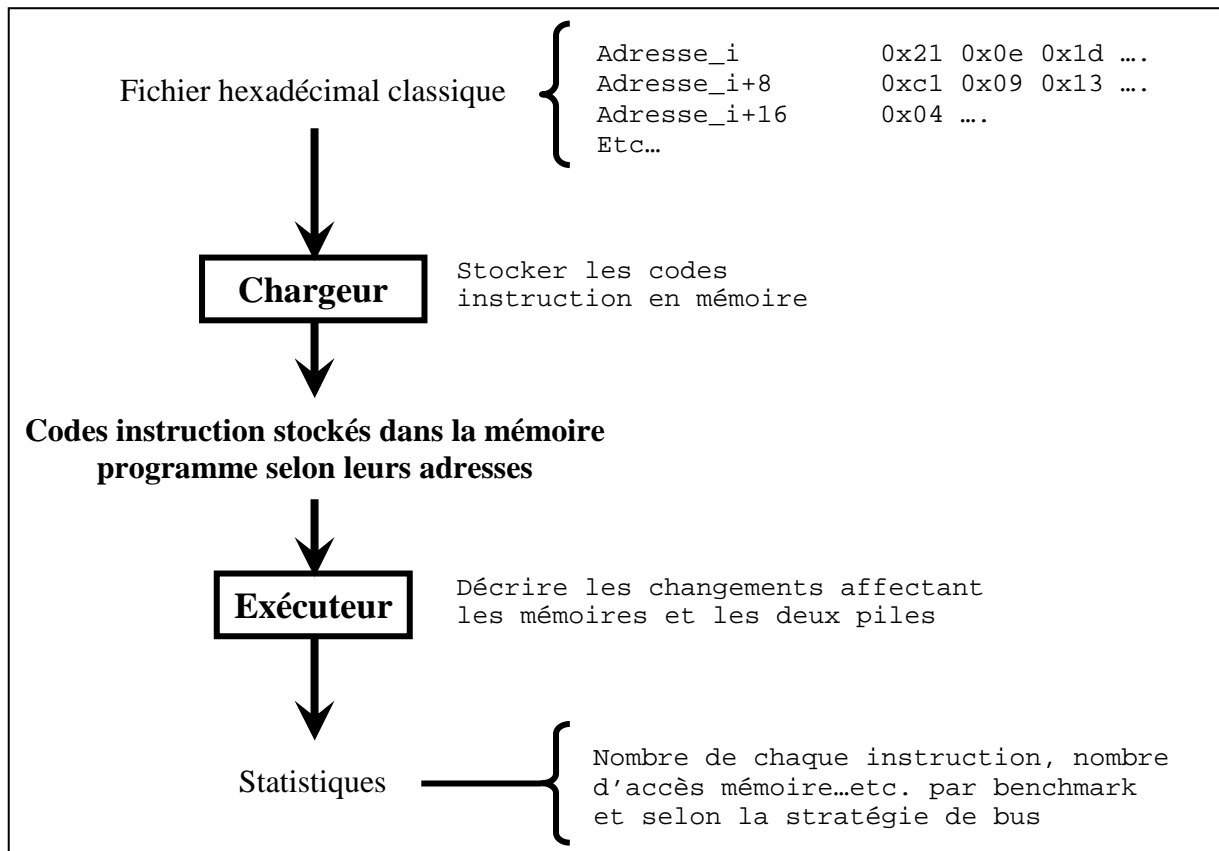 Adresse_i 0x21 0x0e 0x1d ….
Fichier hexadécimal classique
Adresse_i+8 0xc1 0x09 0x13 ….
Adresse_i+16 0x04 ….
Etc…
Chargeur
Stocker les codes
instruction en mémoire
Codes instruction stockés dans la mémoire
programme selon leurs adresses
Exécuteur
Décrire les changements affectant
les mémoires et les deux piles
Statistiques
Nombre de chaque instruction, nombre
d’accès mémoire…etc. par benchmark
et selon la stratégie de bus